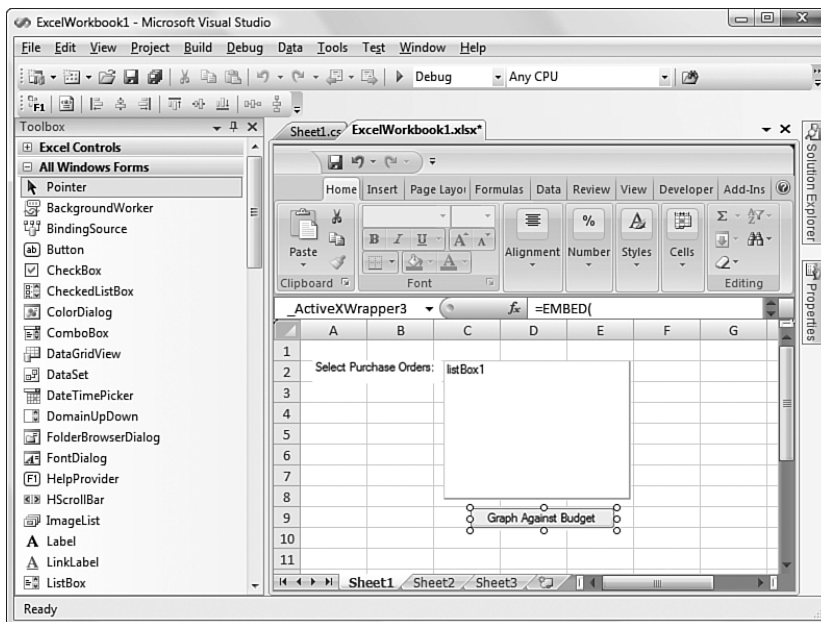 ExcelWorkbook1 - Microsoft Visual Studio
File Edit View Project Build Debug Data Tools Test Window Help
Debug Any CPU
F1
Toolbox
Excel Controls
All Windows Forms
Pointer
BackgroundWorker
BindingSource
ab Button
CheckBox
CheckedListBox
ColorDialog
ComboBox
DataGridView
DataSet
DateTimePicker
DomainUpDown
FolderBrowserDialog
FontDialog
F1 HelpProvider
HScrollBar
ImageList
A Label
A LinkLabel
ListBox
Sheet1.cs ExcelWorkbook1.xlsx*
Home Insert Page Layou Formulas Data Review View Developer Add-Ins
Paste
B I U A A
A
Alignment Number Styles Cells
%
Clipboard Font Editing
_ActiveXWrapper3 fx =EMBED(
A B C D E F G
1
2 Select Purchase Orders: listBox1
3
4
5
6
7
8
9 Graph Against Budget
10
11
Sheet1 Sheet2 Sheet3
Solution Explorer
Properties
Ready